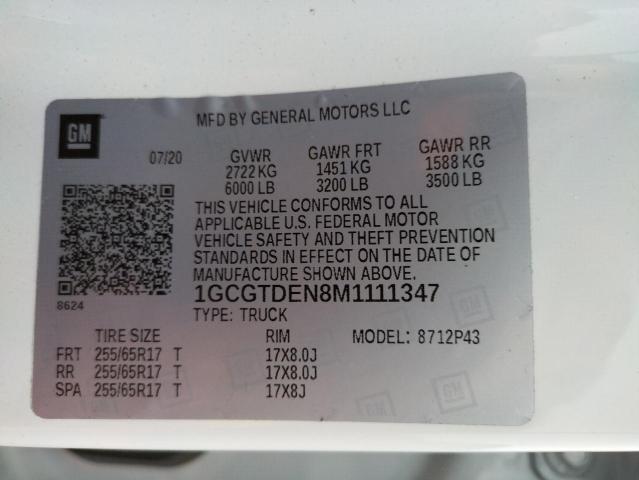 GM
MFD BY GENERAL MOTORS LLC
07/20 GVWR GAWR FRT GAWR RR
2722 KG 1451 KG 1588 KG
6000 LB 3200 LB 3500 LB
THIS VEHICLE CONFORMS TO ALL
APPLICABLE U.S. FEDERAL MOTOR
VEHICLE SAFETY AND THEFT PREVENTION
STANDARDS IN EFFECT ON THE DATE OF
MANUFACTURE SHOWN ABOVE.
8624
1GCGTDEN8M1111347
TYPE: TRUCK
TIRE SIZE RIM MODEL: 8712P43
FRT 255/65R17 T 17X8.0J
RR 255/65R17 T 17X8.0J
SPA 255/65R17 T 17X8J
GM